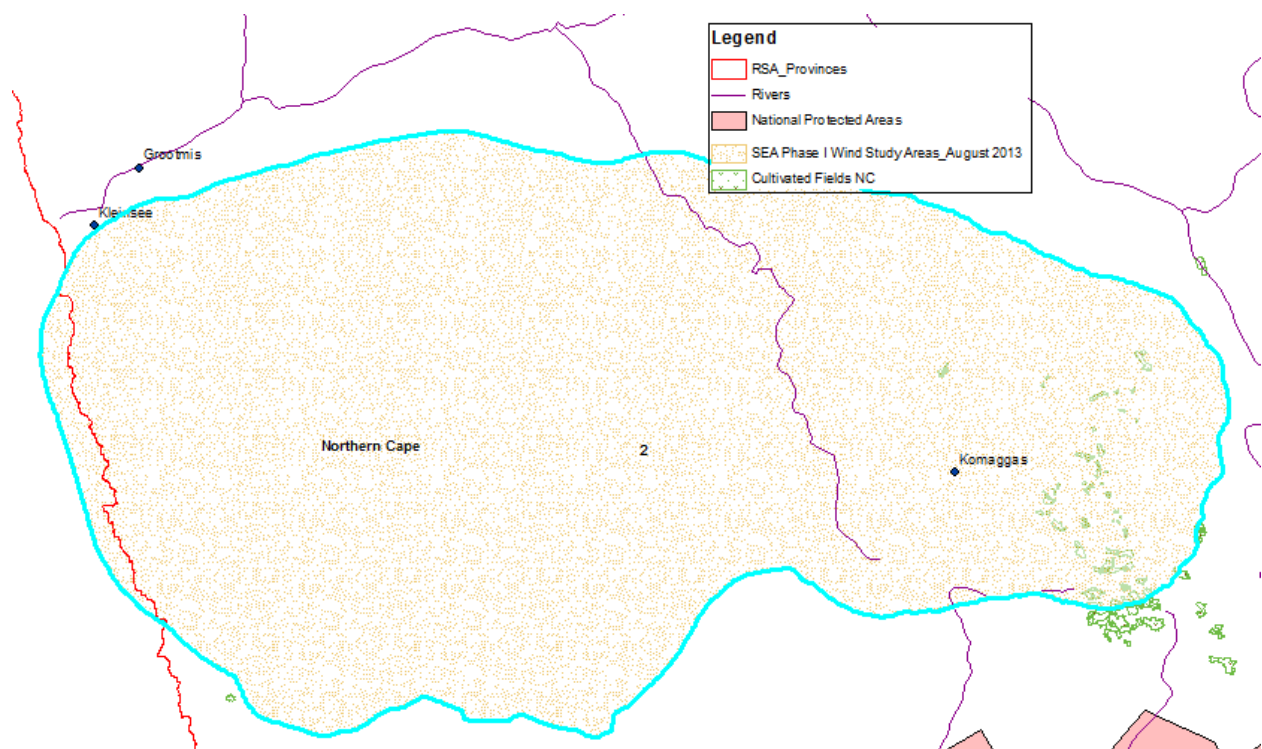 Legend
RSA_Provinces
Rivers
National Protected Areas
SEA Phase I Wind Study Areas_August 2013
Cultivated Fields NC
Grootmis
Kleinsee
Northern Cape
2
Komaggas